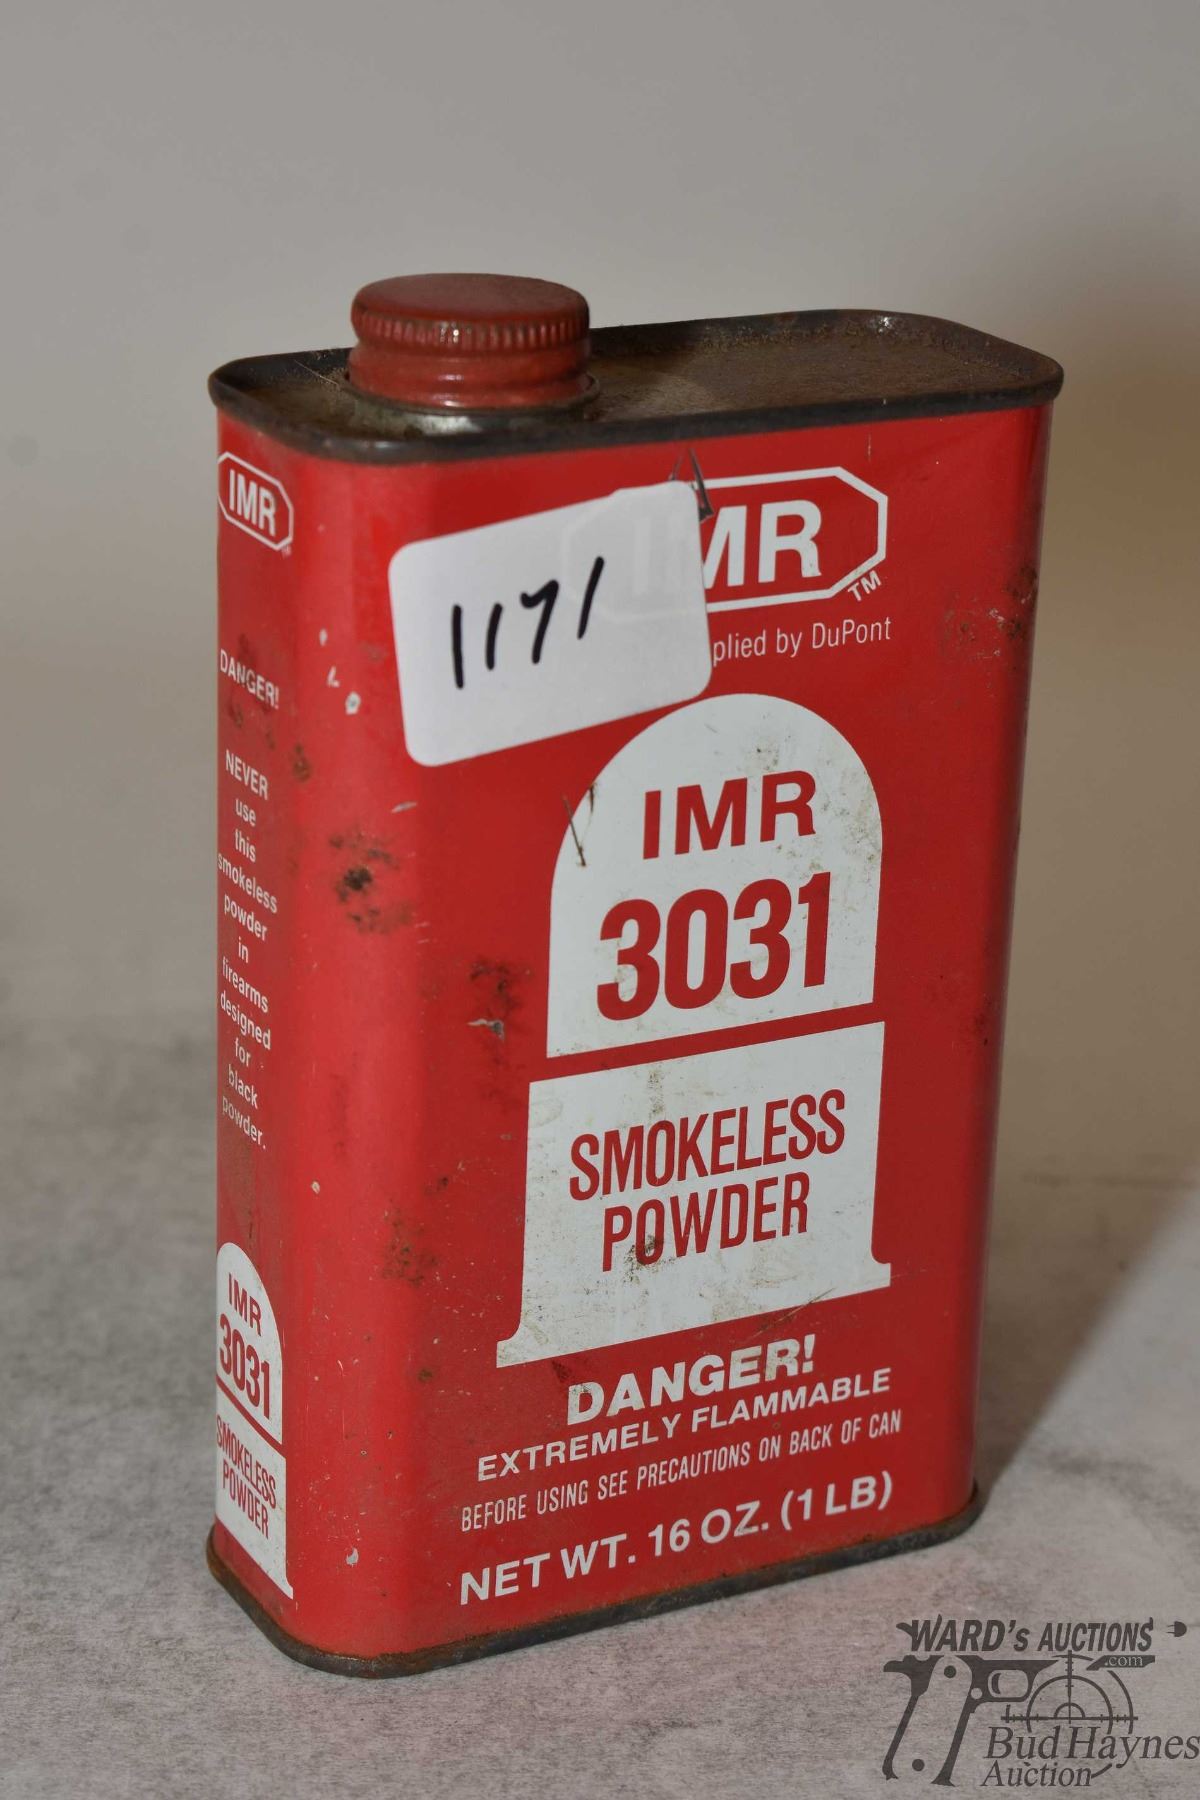 IMR
TM
1171
IMR
TM
plied by DuPont
IMR
3031
SMOKELESS
POWDER
DANGER!
EXTREMELY FLAMMABLE
BEFORE USING SEE PRECAUTIONS ON BACK OF CAN
NET WT. 16 OZ. (1 LB)
DANGER!
NEVER
use
this
smokeless
powder
in
firearms
designed
for
black
powder.
IMR
3031
SMOKELESS
POWDER
WARD's AUCTIONS
.com
Bud Haynes
Auction